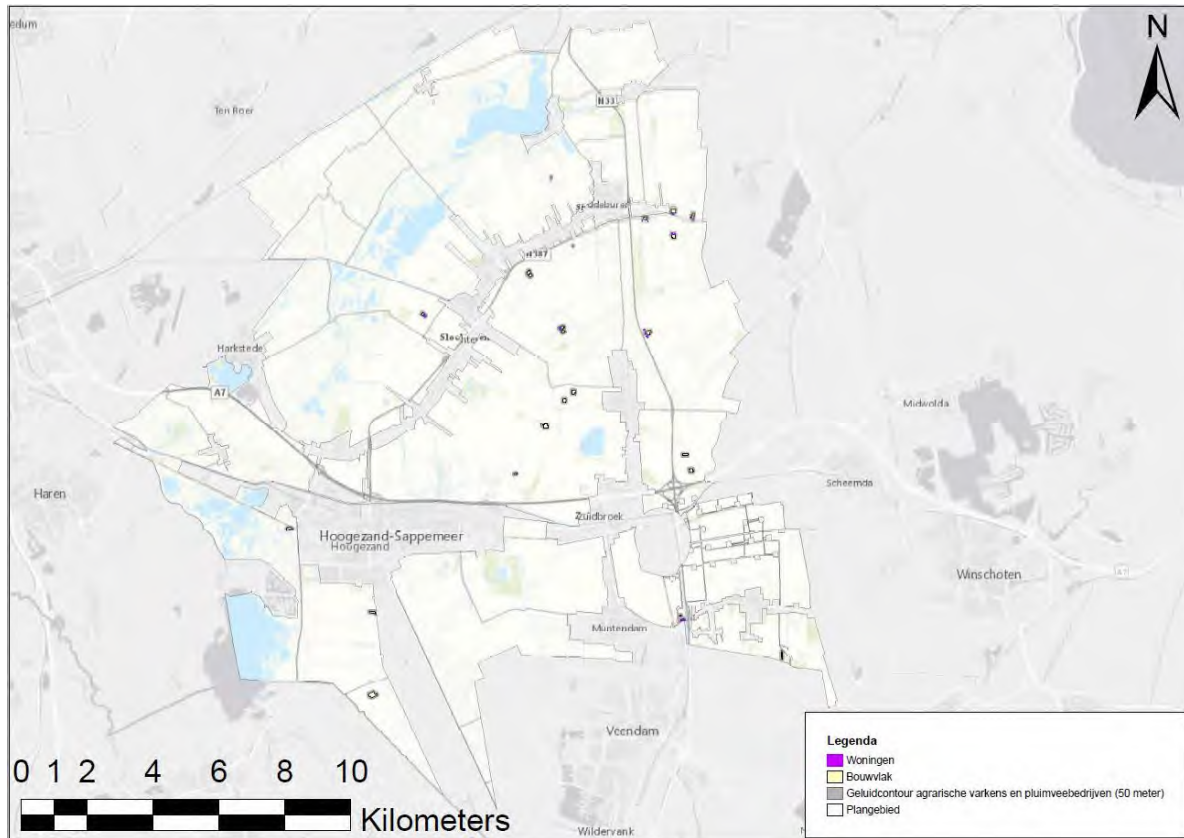 edum
N
Ten Boer
N33
N387
Harkstede
A7
Midwolda
Haren
Scheemda
Zuidbroek
Hoogezand-Sappemeer
Hoogezand
Winschoten
A7
Muntendam
Veendam
Wildervank
0 1 2 4 6 8 10
Kilometers
Legenda
Woningen
Bouwvlak
Geluidcontour agrarische varkens en pluimveebedrijven (50 meter)
Plangebied